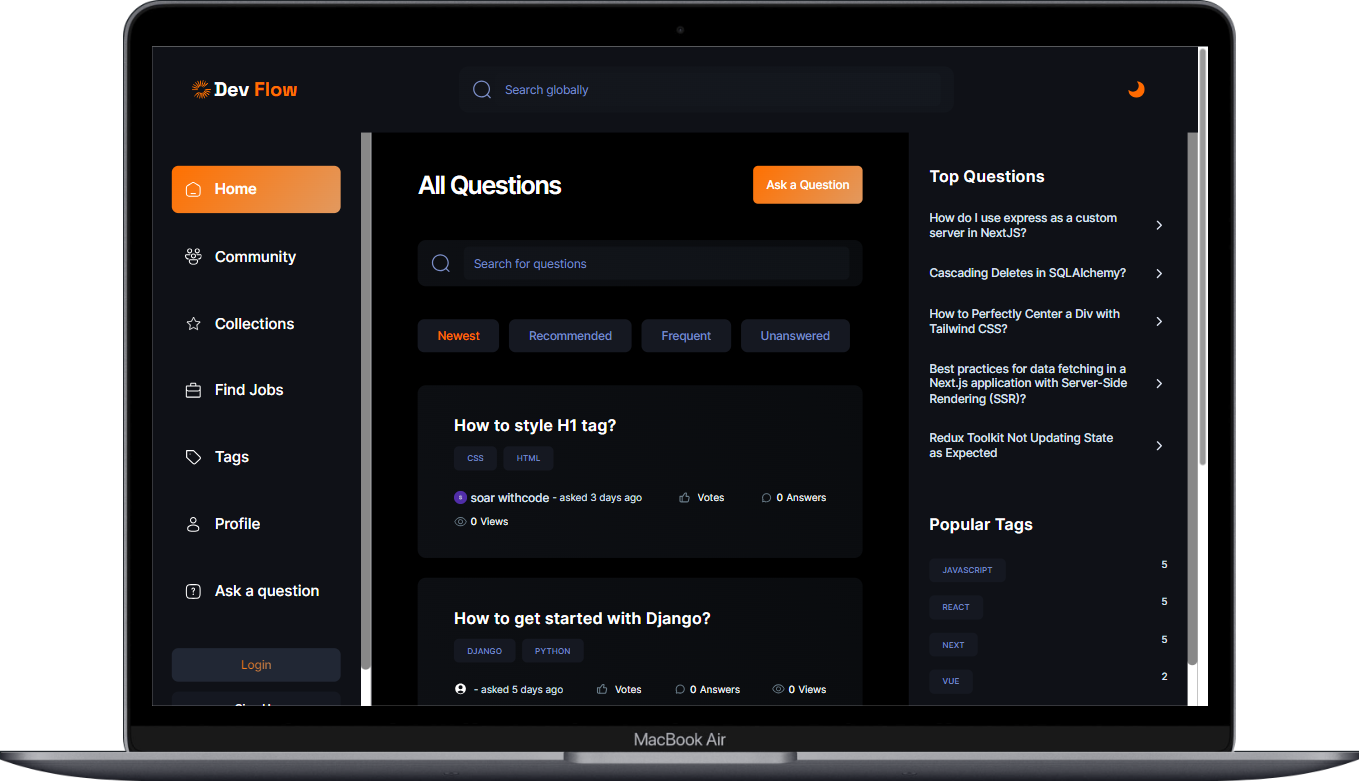 Dev Flow
Search globally
Home
Community
Collections
Find Jobs
Tags
Profile
Ask a question
Login
All Questions
Ask a Question
Search for questions
Newest
Recommended
Frequent
Unanswered
How to style H1 tag?
CSS
HTML
S
soar withcode - asked 3 days ago
Votes
0 Answers
0 Views
How to get started with Django?
DJANGO
PYTHON
- asked 5 days ago
Votes
0 Answers
0 Views
Top Questions
How do I use express as a custom
server in NextJS?
Cascading Deletes in SQLAlchemy?
How to Perfectly Center a Div with
Tailwind CSS?
Best practices for data fetching in a
Next.js application with Server-Side
Rendering (SSR)?
Redux Toolkit Not Updating State
as Expected
Popular Tags
JAVASCRIPT
5
REACT
5
NEXT
5
VUE
2
MacBook Air